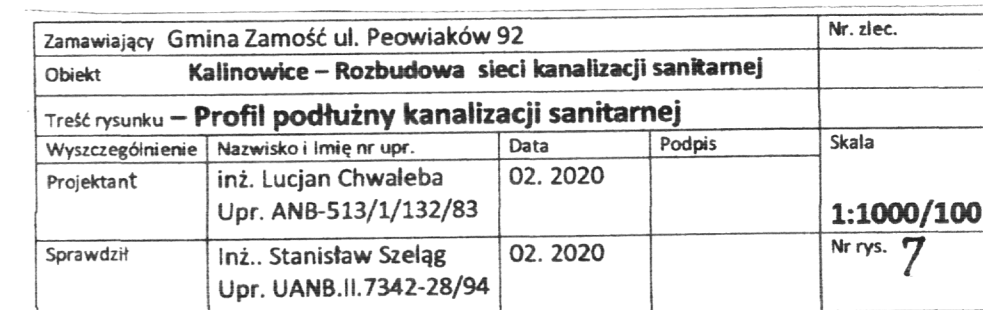 Zamawiający Gmina Zamość ul. Peowiaków 92 Nr. zlec.
Obiekt Kalinowice – Rozbudowa sieci kanalizacji sanitarnej
Treść rysunku – Profil podłużny kanalizacji sanitarnej
Wyszczególnienie Nazwisko i Imię nr upr. Data Podpis Skala
Projektant inż. Lucjan Chwaleba 02. 2020
Upr. ANB-513/1/132/83 1:1000/100
Sprawdził Inż.. Stanisław Szeląg 02. 2020 Nr rys. 7
Upr. UANB.II.7342-28/94